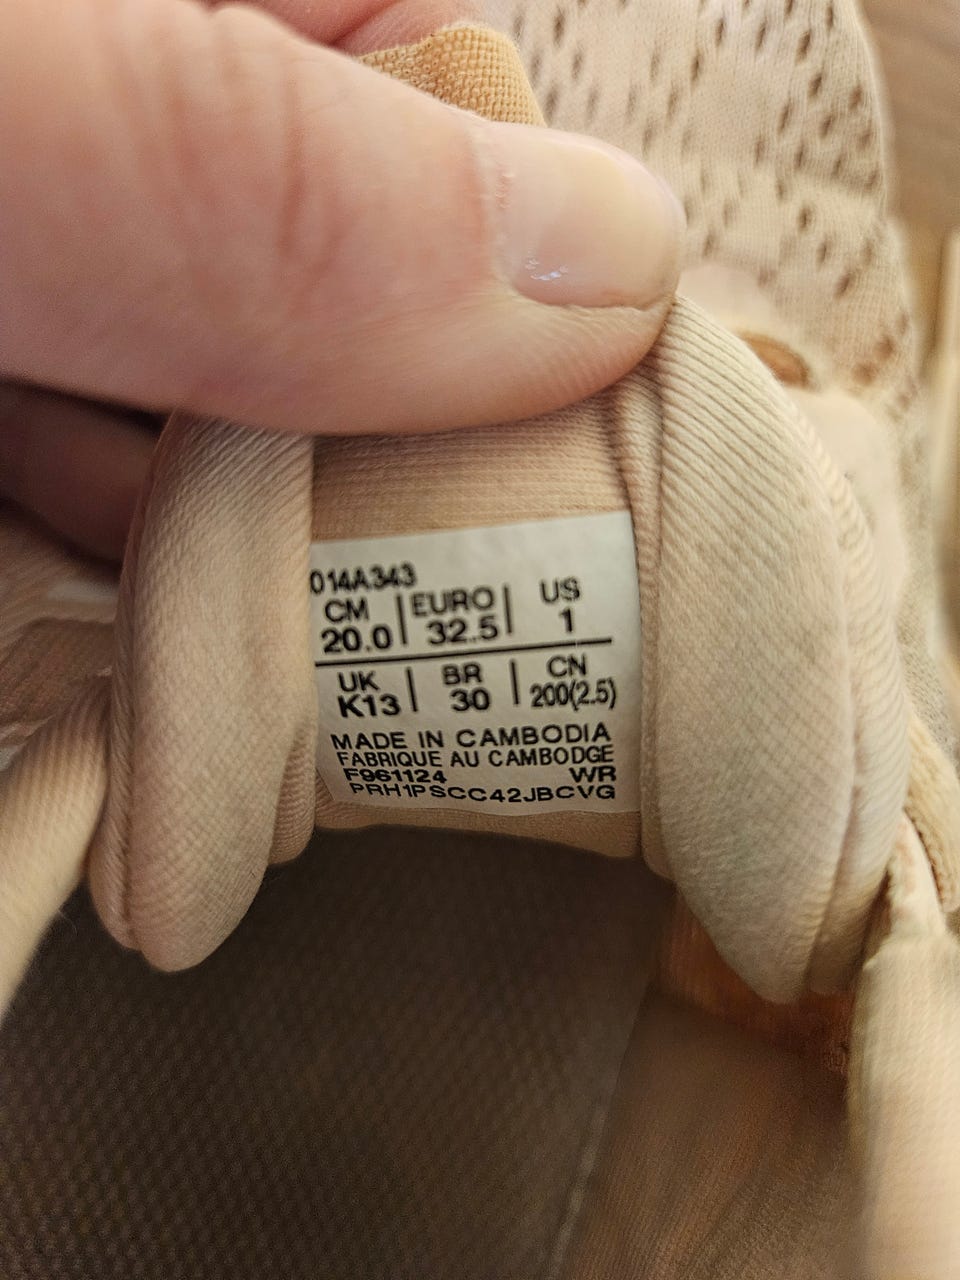 014A343
CM | EURO | US
20.0 | 32.5 | 1
UK | BR | CN
K13 | 30 | 200(2.5)
MADE IN CAMBODIA
FABRIQUE AU CAMBODGE
F961124 WR
PRH1PSCC42JBCVG